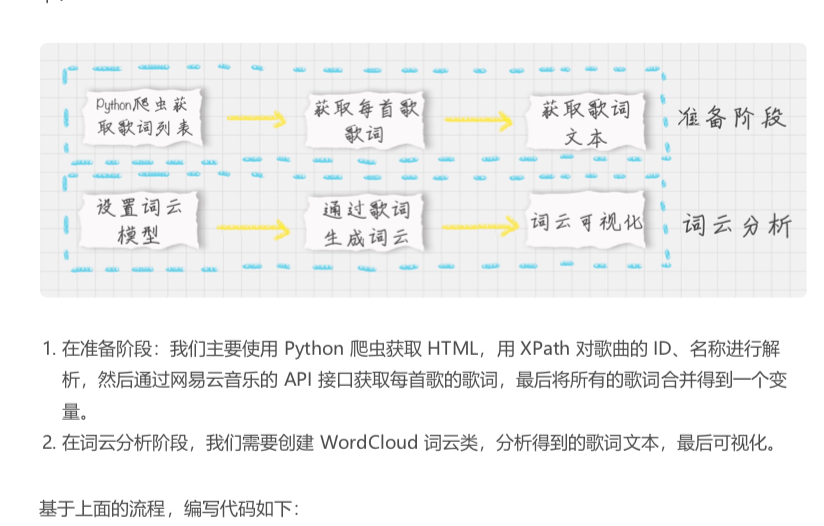 Python爬虫获
取歌词列表
获取每首歌
歌词
获取歌词
文本
准备阶段
设置词云
模型
通过歌词
生成词云
词云可视化
词云分析
1. 在准备阶段：我们主要使用 Python 爬虫获取 HTML，用 XPath 对歌曲的 ID、名称进行解
析，然后通过网易云音乐的 API 接口获取每首歌的歌词，最后将所有的歌词合并得到一个变
量。
2. 在词云分析阶段，我们需要创建 WordCloud 词云类，分析得到的歌词文本，最后可视化。
基于上面的流程，编写代码如下：